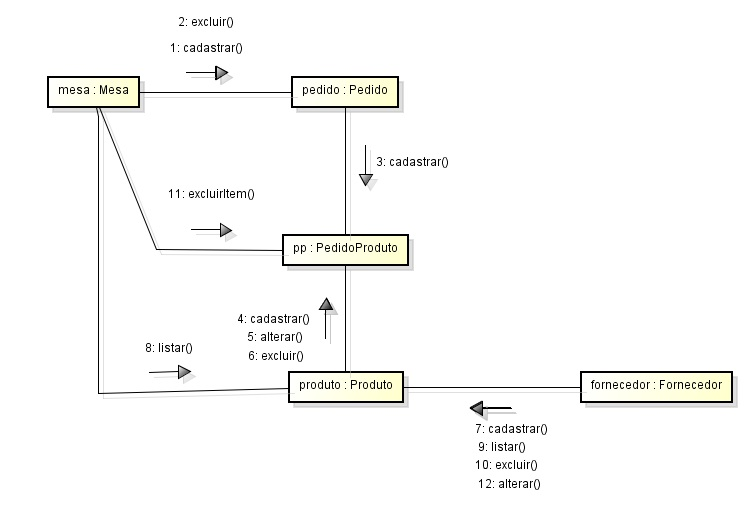 2: excluir()
1: cadastrar()
mesa : Mesa
pedido : Pedido
3: cadastrar()
11: excluirItem()
pp : PedidoProduto
4: cadastrar()
5: alterar()
6: excluir()
8: listar()
produto : Produto
fornecedor : Fornecedor
7: cadastrar()
9: listar()
10: excluir()
12: alterar()